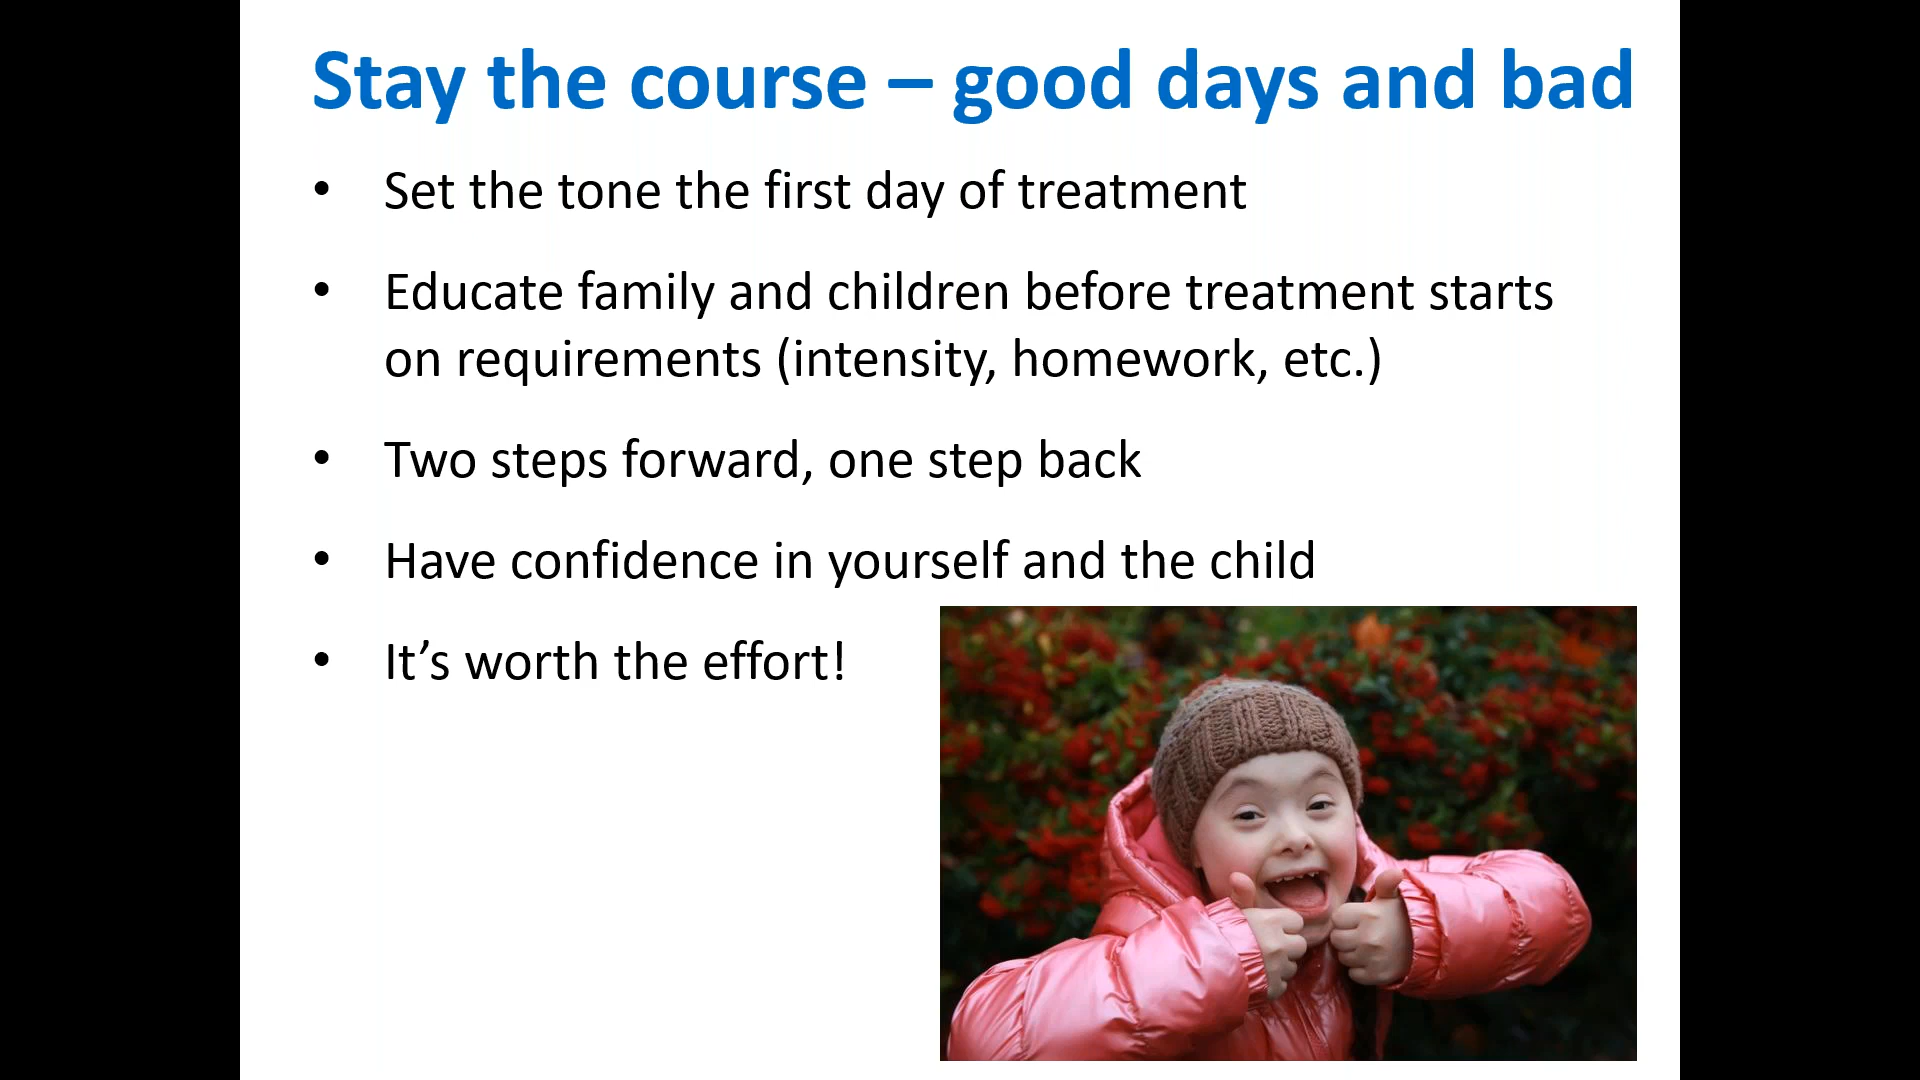 Stay the course – good days and bad
• Set the tone the first day of treatment
• Educate family and children before treatment starts
on requirements (intensity, homework, etc.)
• Two steps forward, one step back
• Have confidence in yourself and the child
• It’s worth the effort!